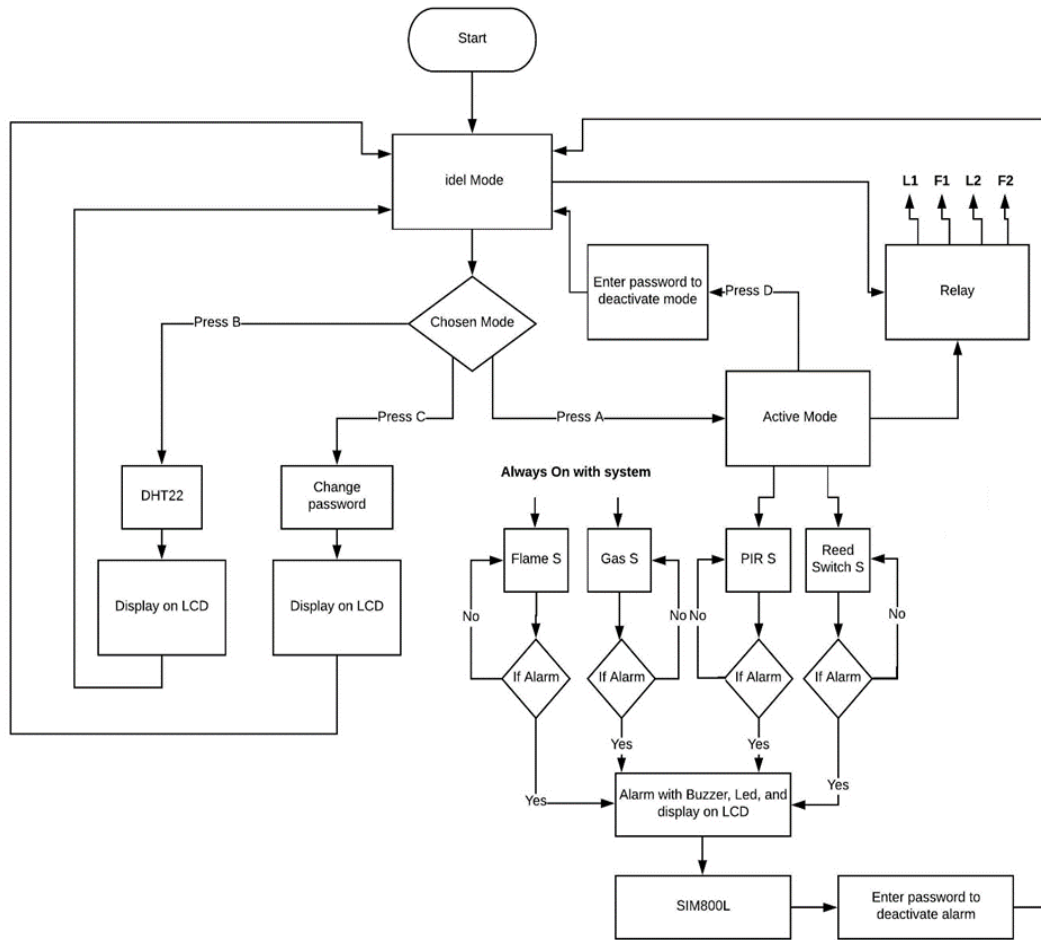 Start
idel Mode
L1 F1 L2 F2
Enter password to
deactivate mode
Press D
Relay
Chosen Mode
Press B
Press C
Press A
Active Mode
Always On with system
DHT22
Change
password
Flame S
Gas S
PIR S
Reed
Switch S
Display on LCD
Display on LCD
No
No
No
No
If Alarm
If Alarm
If Alarm
If Alarm
Yes
Yes
Yes
Yes
Alarm with Buzzer, Led, and
display on LCD
SIM800L
Enter password to
deactivate alarm